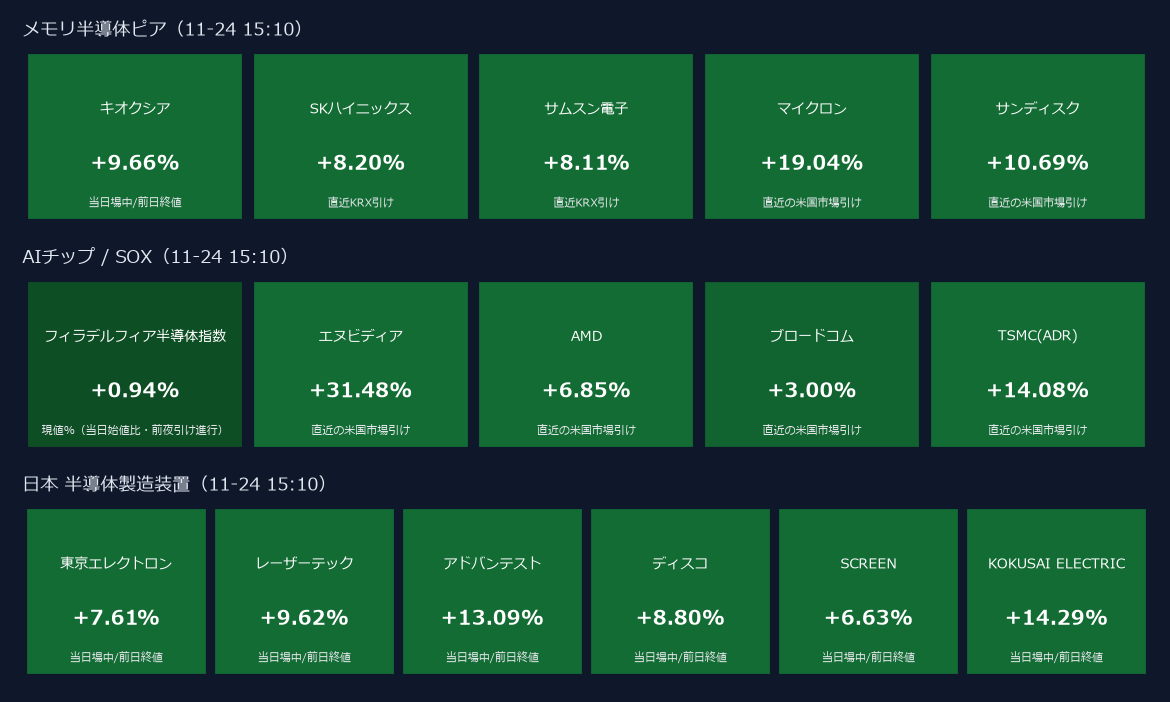 メモリ半導体ピア（11-24 15:10）
キオクシア
+9.66%
当日場中/前日終値
SKハイニックス
+8.20%
直近KRX引け
サムスン電子
+8.11%
直近KRX引け
マイクロン
+19.04%
直近の米国市場引け
サンディスク
+10.69%
直近の米国市場引け
AIチップ / SOX（11-24 15:10）
フィラデルフィア半導体指数
+0.94%
現値%（当日始値比・前夜引け進行）
エヌビディア
+31.48%
直近の米国市場引け
AMD
+6.85%
直近の米国市場引け
ブロードコム
+3.00%
直近の米国市場引け
TSMC(ADR)
+14.08%
直近の米国市場引け
日本 半導体製造装置（11-24 15:10）
東京エレクトロン
+7.61%
当日場中/前日終値
レーザーテック
+9.62%
当日場中/前日終値
アドバンテスト
+13.09%
当日場中/前日終値
ディスコ
+8.80%
当日場中/前日終値
SCREEN
+6.63%
当日場中/前日終値
KOKUSAI ELECTRIC
+14.29%
当日場中/前日終値